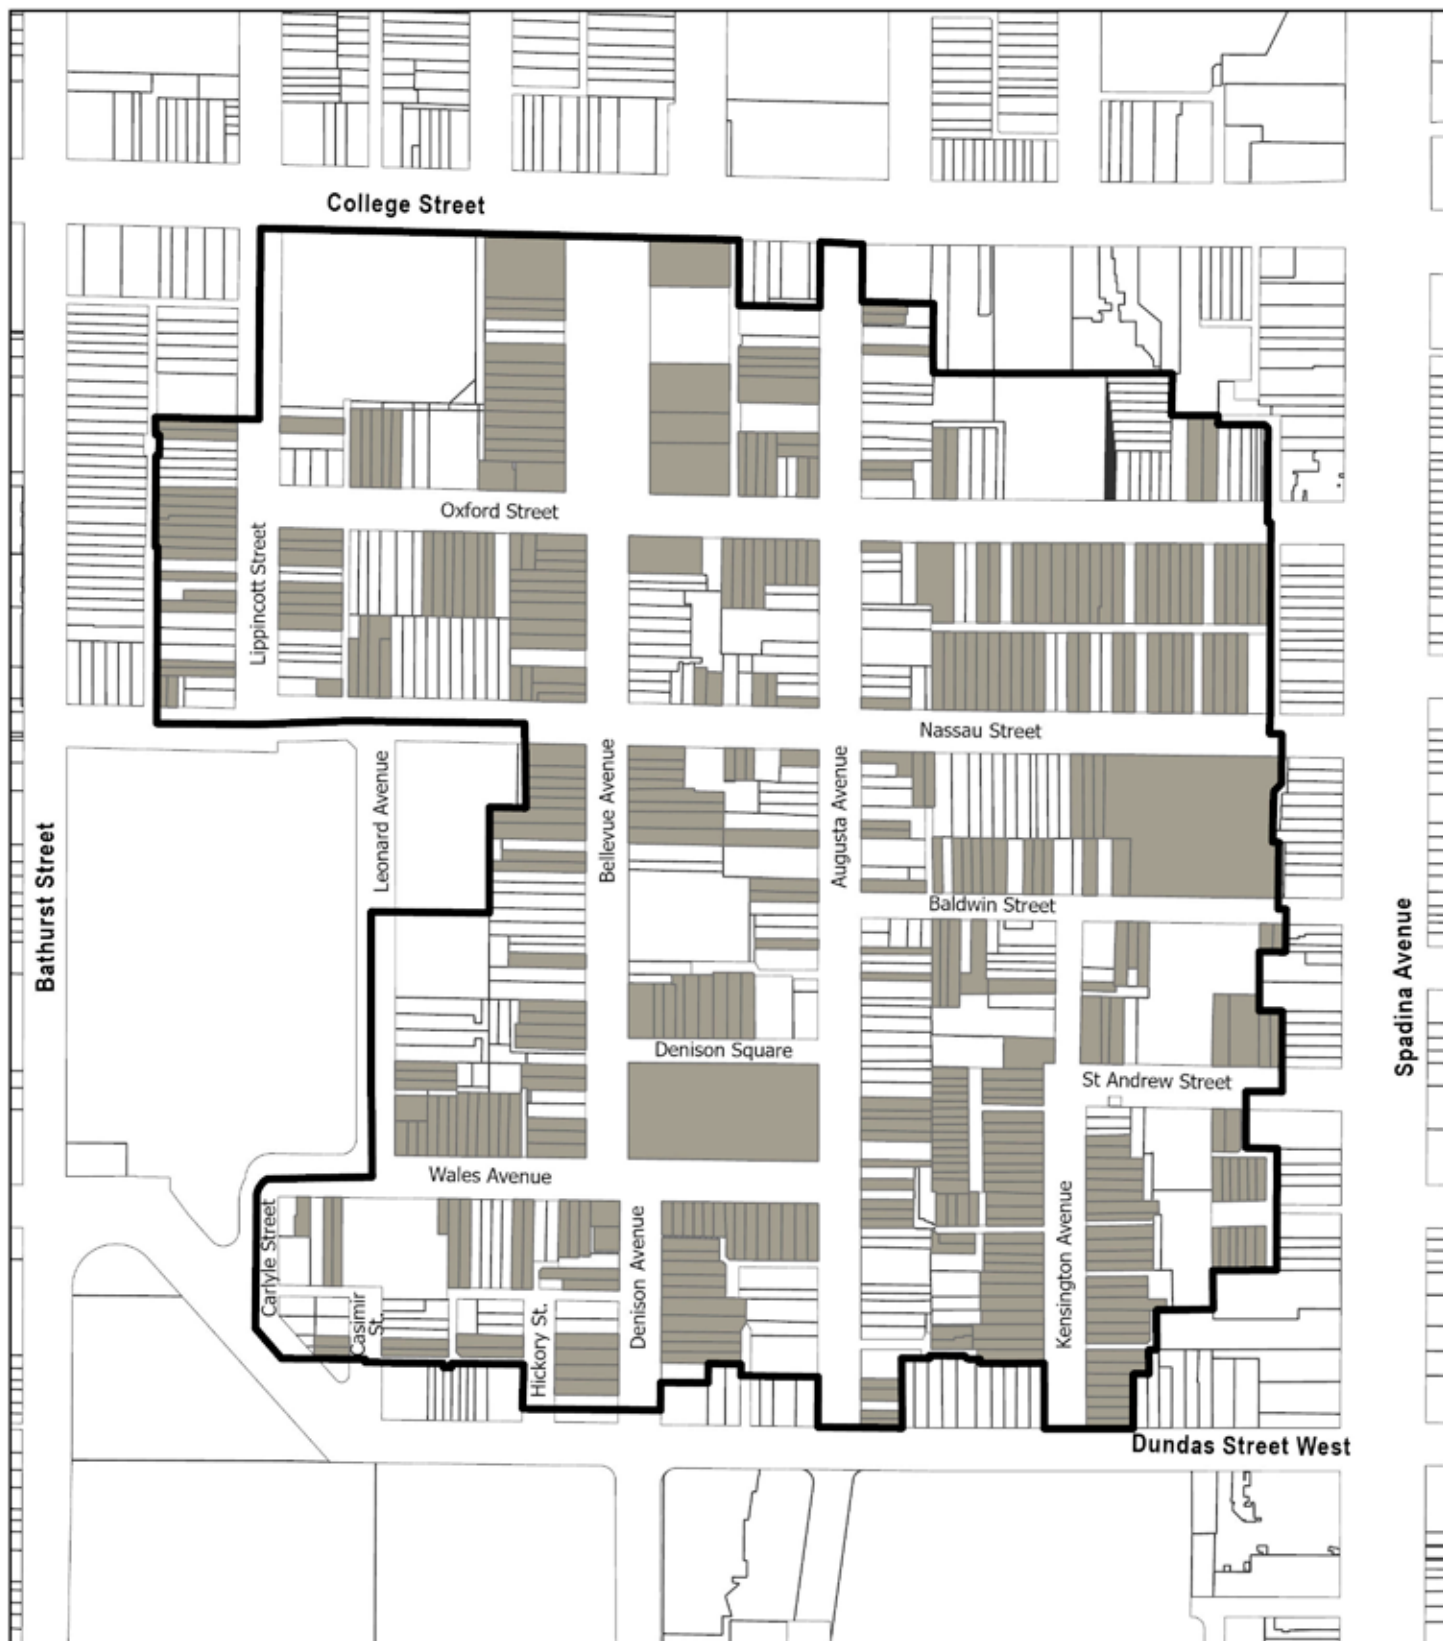 College Street
Oxford Street
Lippincott Street
Nassau Street
Leonard Avenue
Bellevue Avenue
Augusta Avenue
Bathurst Street
Baldwin Street
Spadina Avenue
Denison Square
St Andrew Street
Wales Avenue
Carlyle Street
Casimir
St.
Hickory St.
Denison Avenue
Kensington Avenue
Dundas Street West